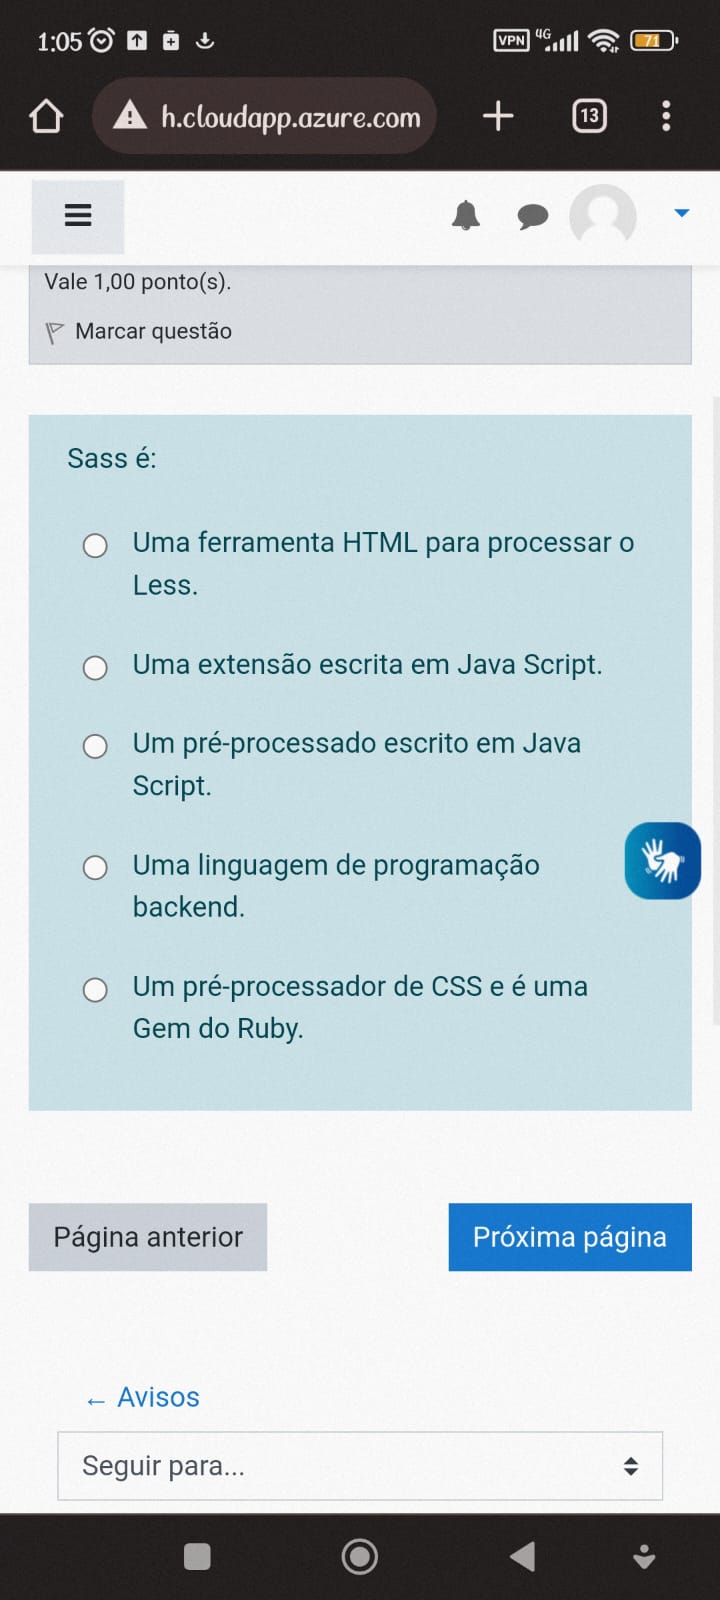 1:05
VPN 4G 71
h.cloudapp.azure.com
13
Vale 1,00 ponto(s).
Marcar questão
Sass é:
Uma ferramenta HTML para processar o
Less.
Uma extensão escrita em Java Script.
Um pré-processado escrito em Java
Script.
Uma linguagem de programação
backend.
Um pré-processador de CSS e é uma
Gem do Ruby.
Página anterior
Próxima página
← Avisos
Seguir para...